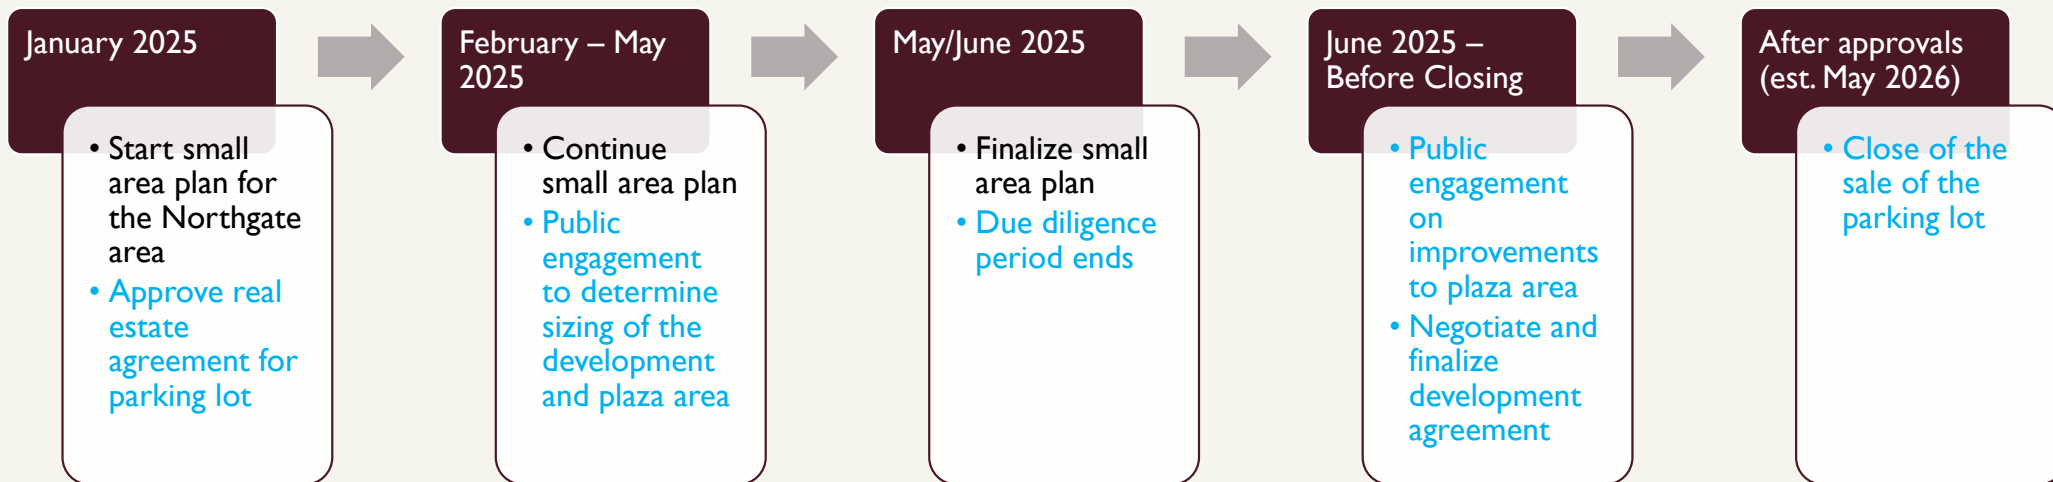 January 2025
• Start small
area plan for
the Northgate
area
• Approve real
estate
agreement for
parking lot
February – May
2025
• Continue
small area plan
• Public
engagement
to determine
sizing of the
development
and plaza area
May/June 2025
• Finalize small
area plan
• Due diligence
period ends
June 2025 –
Before Closing
• Public
engagement
on
improvements
to plaza area
• Negotiate and
finalize
development
agreement
After approvals
(est. May 2026)
• Close of the
sale of the
parking lot